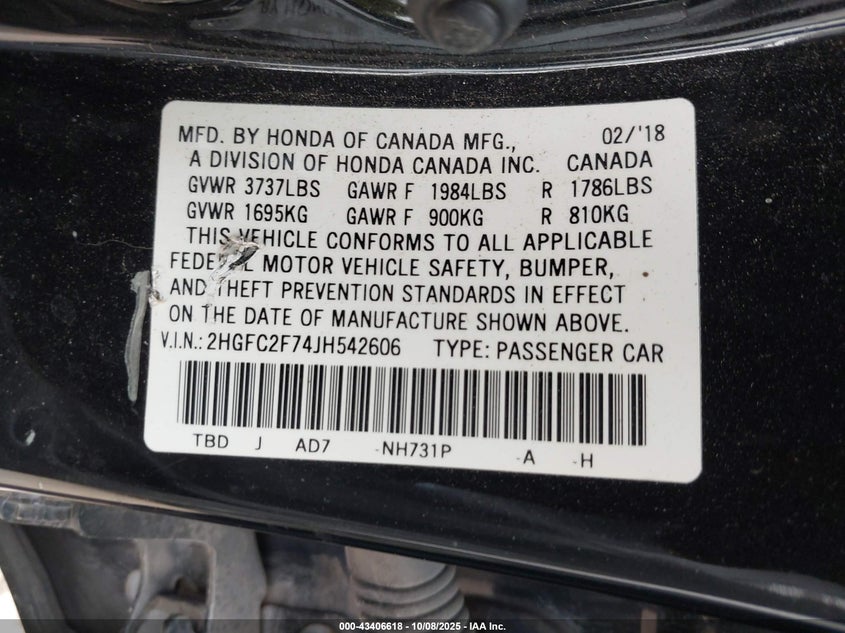 MFD. BY HONDA OF CANADA MFG., 02/'18
A DIVISION OF HONDA CANADA INC. CANADA
GVWR 3737LBS GAWR F 1984LBS R 1786LBS
GVWR 1695KG GAWR F 900KG R 810KG
THIS VEHICLE CONFORMS TO ALL APPLICABLE
FEDERAL MOTOR VEHICLE SAFETY, BUMPER,
AND THEFT PREVENTION STANDARDS IN EFFECT
ON THE DATE OF MANUFACTURE SHOWN ABOVE.
V.I.N.: 2HGFC2F74JH542606 TYPE: PASSENGER CAR
TBD J AD7 -NH731P -A -H
000-43406618 - 10/08/2025 - IAA Inc.